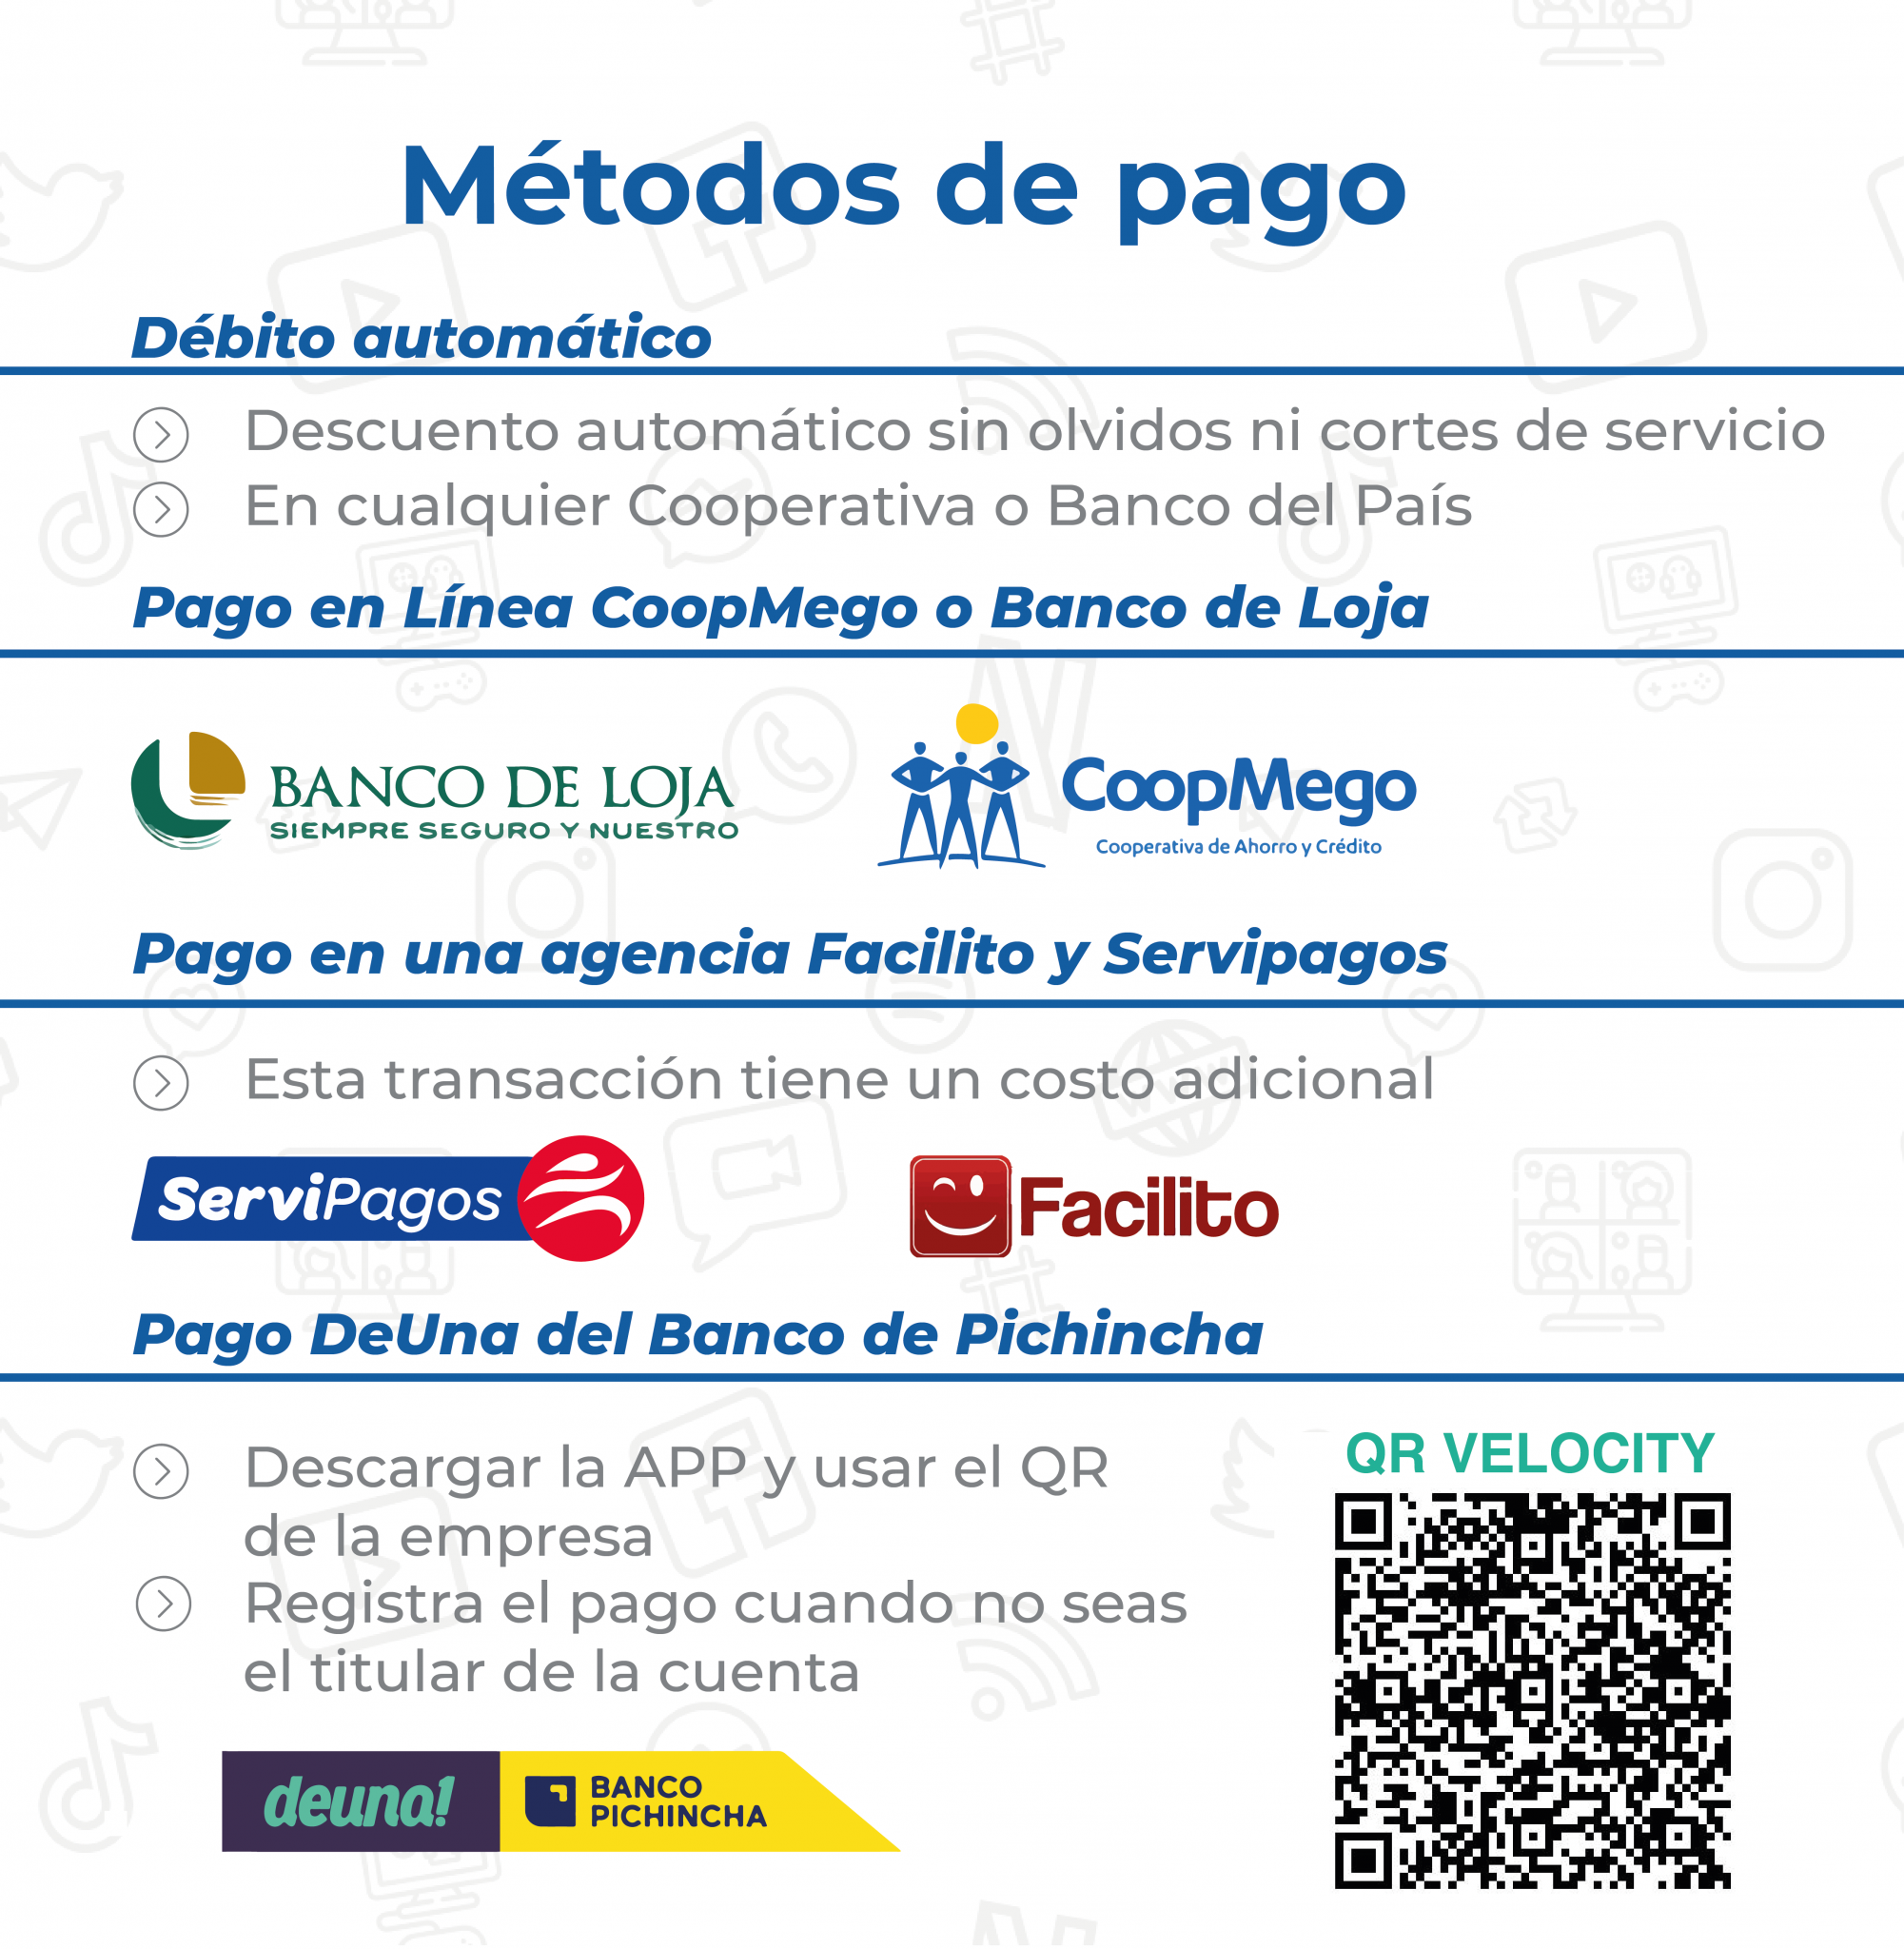 Métodos de pago
Débito automático
Descuento automático sin olvidos ni cortes de servicio
En cualquier Cooperativa o Banco del País
Pago en Línea CoopMego o Banco de Loja
BANCO DE LOJA
SIEMPRE SEGURO Y NUESTRO
CoopMego
Cooperativa de Ahorro y Crédito
Pago en una agencia Facilito y Servipagos
Esta transacción tiene un costo adicional
ServiPagos
Facilito
Pago DeUna del Banco de Pichincha
Descargar la APP y usar el QR
de la empresa
Registra el pago cuando no seas
el titular de la cuenta
QR VELOCITY
deuna!
BANCO
PICHINCHA